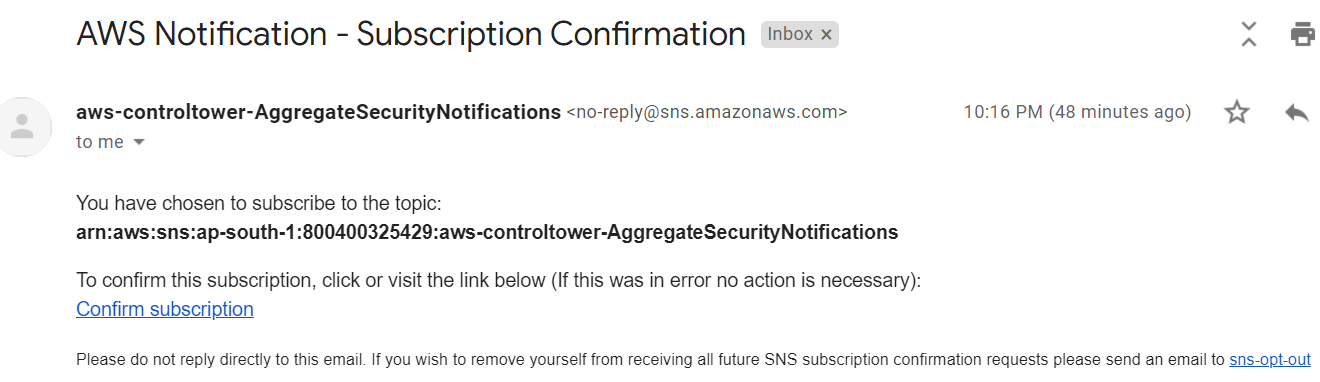 AWS Notification - Subscription Confirmation Inbox ×
aws-controltower-AggregateSecurityNotifications <no-reply@sns.amazonaws.com> 10:16 PM (48 minutes ago)
to me
You have chosen to subscribe to the topic:
arn:aws:sns:ap-south-1:800400325429:aws-controltower-AggregateSecurityNotifications
To confirm this subscription, click or visit the link below (If this was in error no action is necessary):
Confirm subscription
Please do not reply directly to this email. If you wish to remove yourself from receiving all future SNS subscription confirmation requests please send an email to sns-opt-out